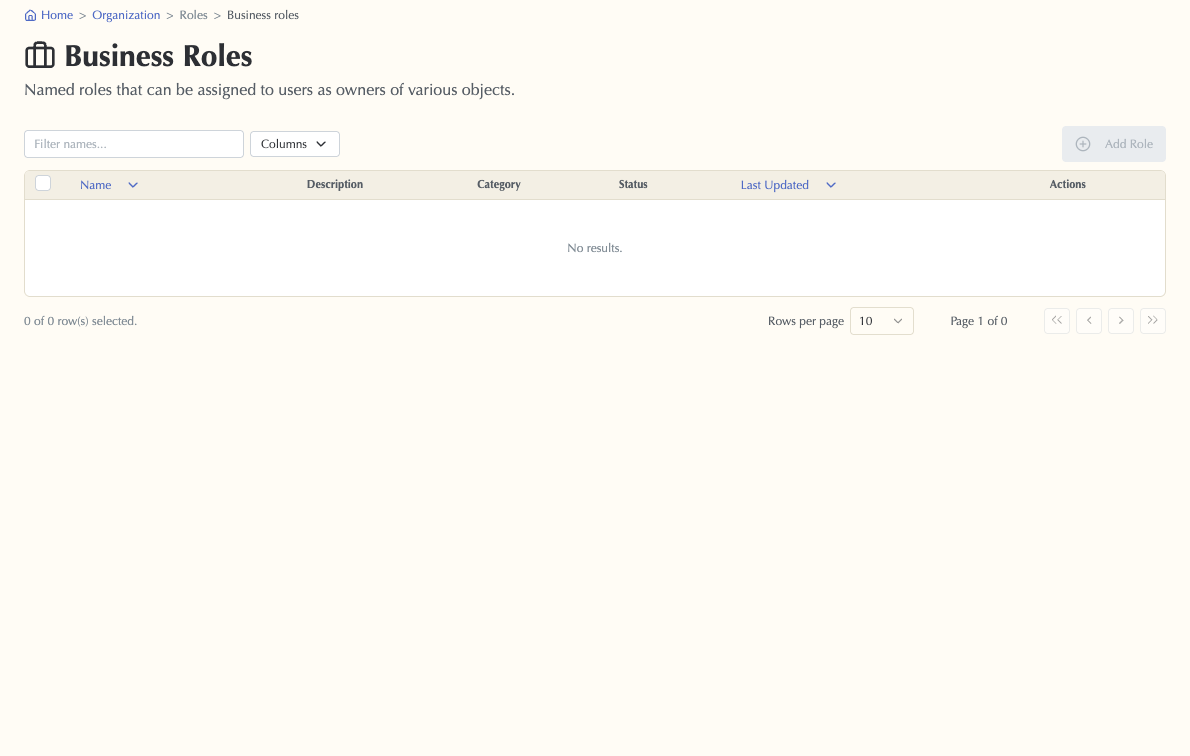 Home > Organization > Roles > Business roles
Business Roles
Named roles that can be assigned to users as owners of various objects.
Filter names...
Columns
Add Role
Name Description Category Status Last Updated Actions
No results.
0 of 0 row(s) selected.
Rows per page 10 Page 1 of 0